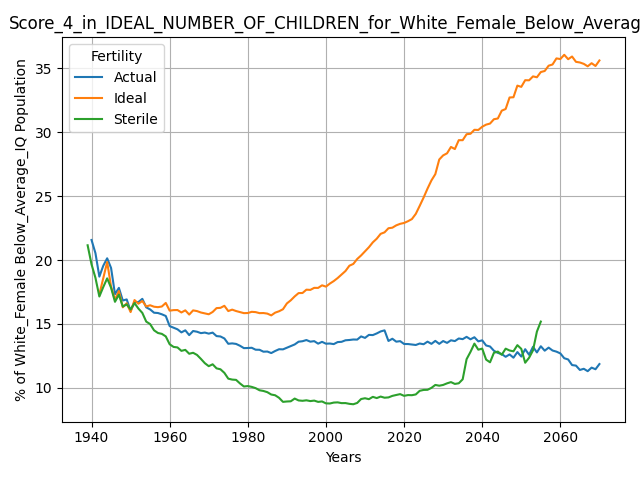 Score_4_in_IDEAL_NUMBER_OF_CHILDREN_for_White_Female_Below_Averag
Fertility
Actual
Ideal
Sterile
% of White_Female Below_Average_IQ Population
35
30
25
20
15
10
1940 1960 1980 2000 2020 2040 2060
Years